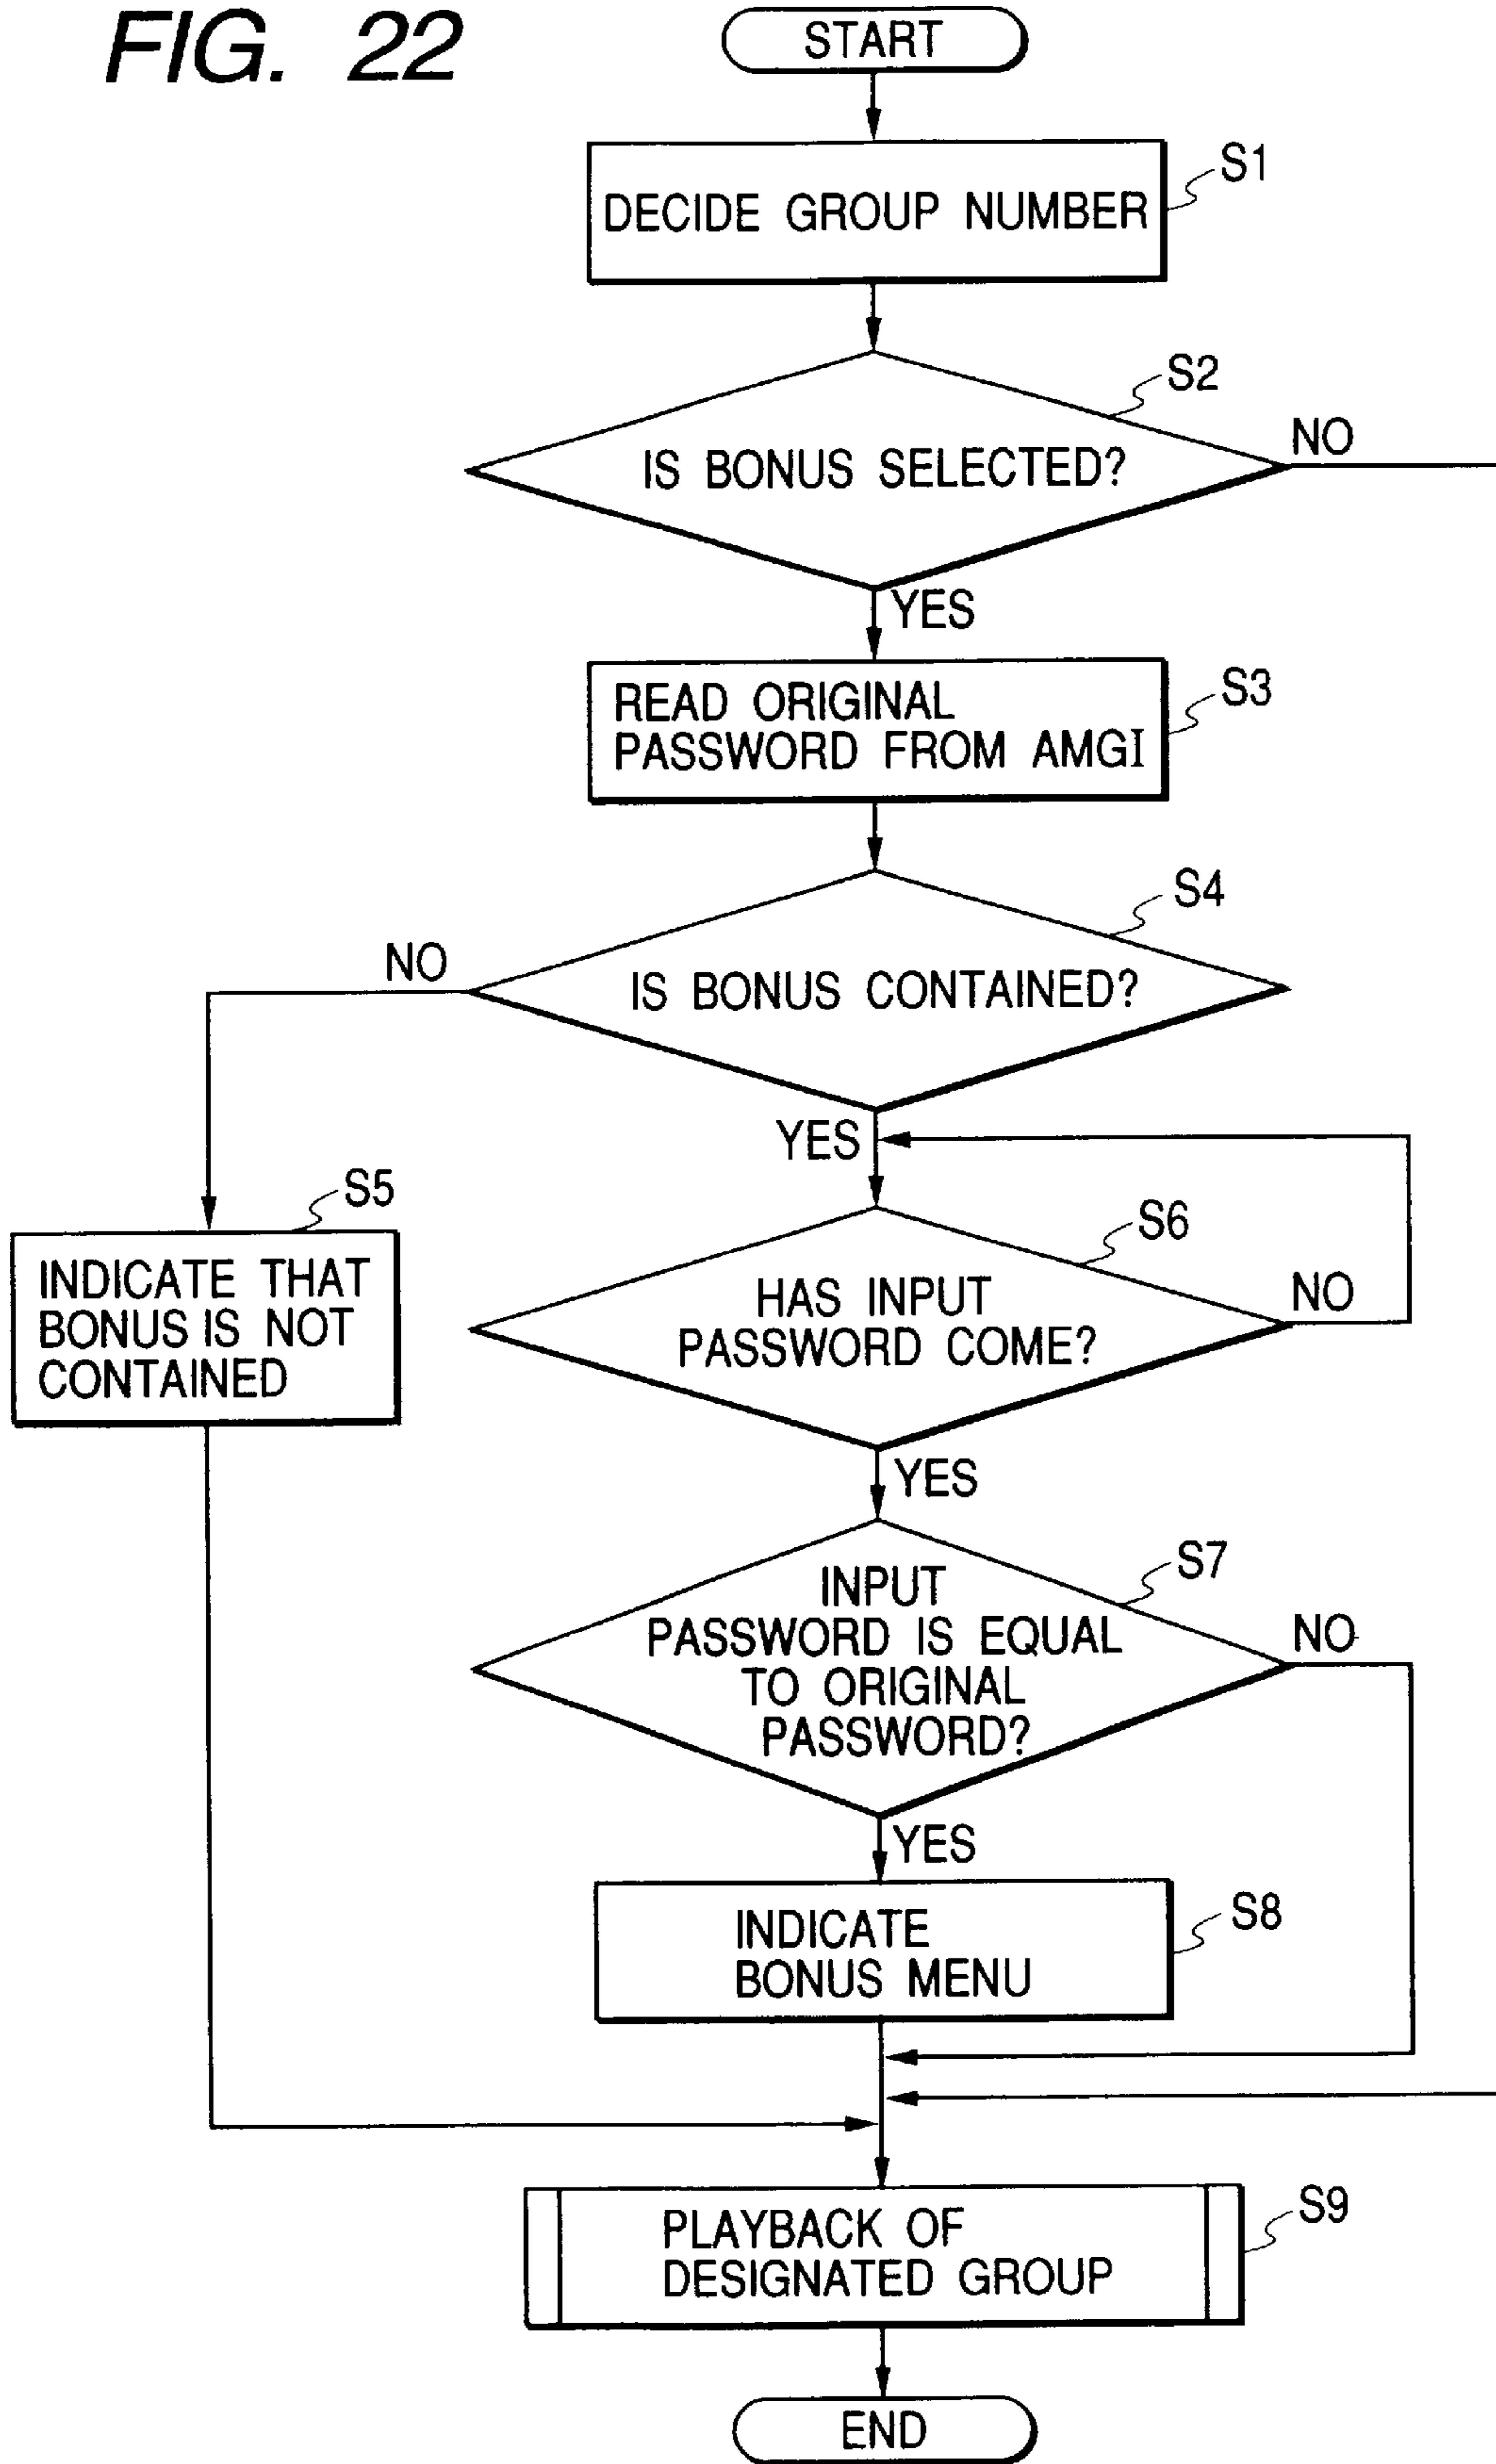 FIG. 22
START
S1
DECIDE GROUP NUMBER
S2
NO
IS BONUS SELECTED?
YES
S3
READ ORIGINAL
PASSWORD FROM AMGI
S4
NO
IS BONUS CONTAINED?
YES
S5
INDICATE THAT
BONUS IS NOT
CONTAINED
S6
NO
HAS INPUT
PASSWORD COME?
YES
S7
INPUT
PASSWORD IS EQUAL
TO ORIGINAL
PASSWORD?
NO
YES
S8
INDICATE
BONUS MENU
S9
PLAYBACK OF
DESIGNATED GROUP
END